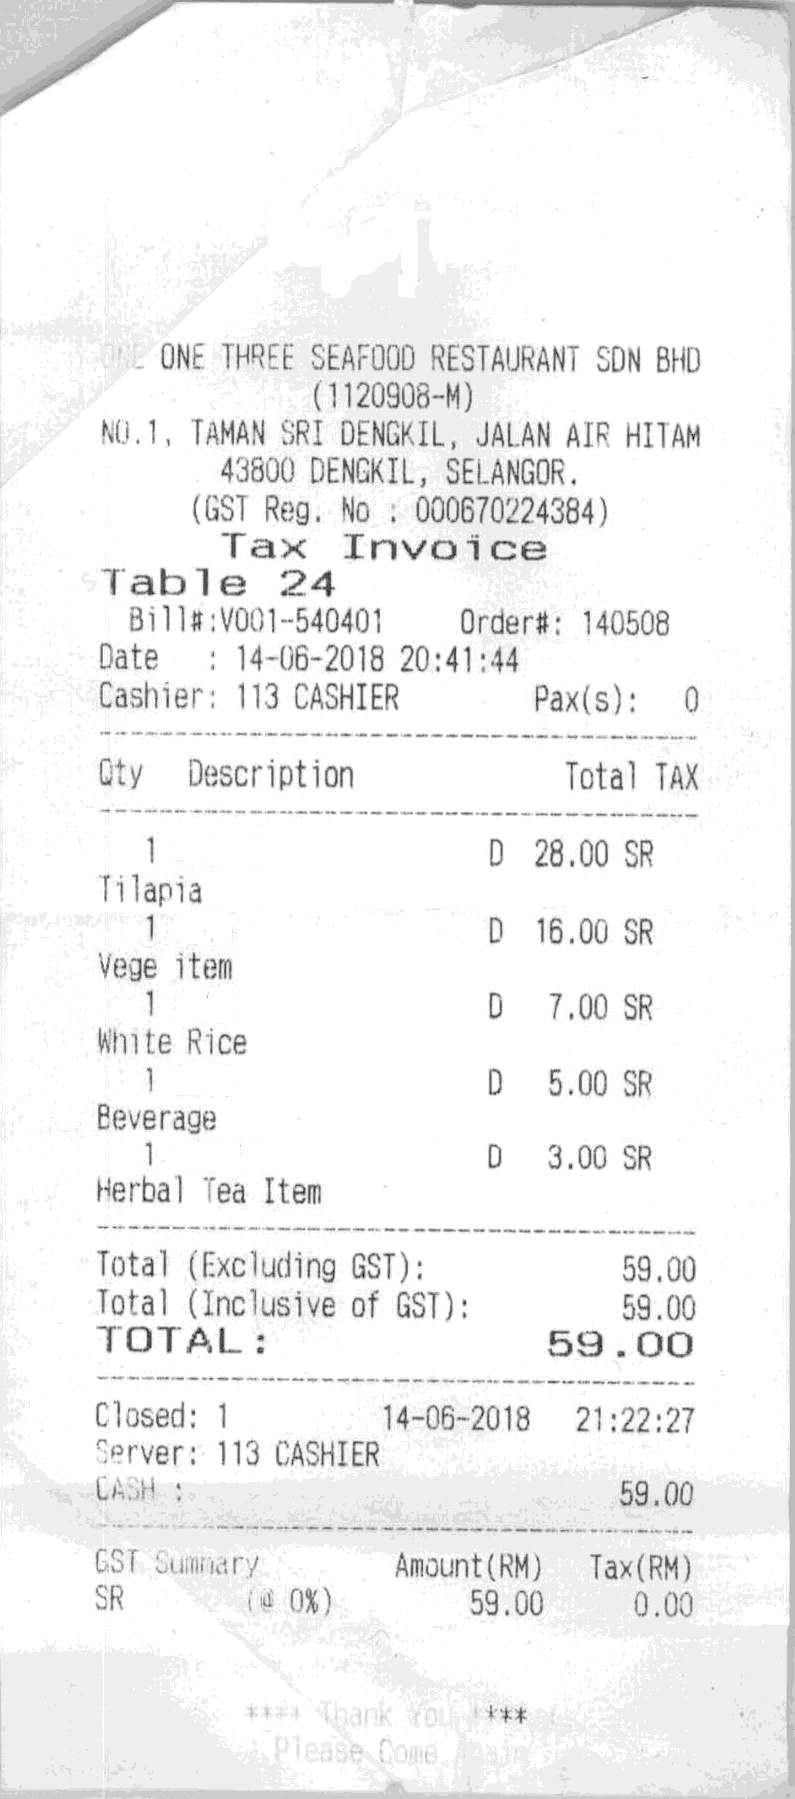 ONE ONE THREE SEAFOOD RESTAURANT SDN BHD
(1120908-M)
NO.1, TAMAN SRI DENGKIL, JALAN AIR HITAM
43800 DENGKIL, SELANGOR.
(GST Reg. No : 000670224384)
Tax Invoice
Table 24
Bill#:V001-540401 Order#: 140508
Date : 14-06-2018 20:41:44
Cashier: 113 CASHIER Pax(s): 0
Qty Description Total TAX
1 D 28.00 SR
Tilapia
1 D 16.00 SR
Vege item
1 D 7.00 SR
White Rice
1 D 5.00 SR
Beverage
1 D 3.00 SR
Herbal Tea Item
Total (Excluding GST): 59.00
Total (Inclusive of GST): 59.00
TOTAL: 59.00
Closed: 1 14-06-2018 21:22:27
Server: 113 CASHIER
CASH : 59.00
GST Summary Amount(RM) Tax(RM)
SR (@ 0%) 59.00 0.00
**** Thank You ****
Please Come